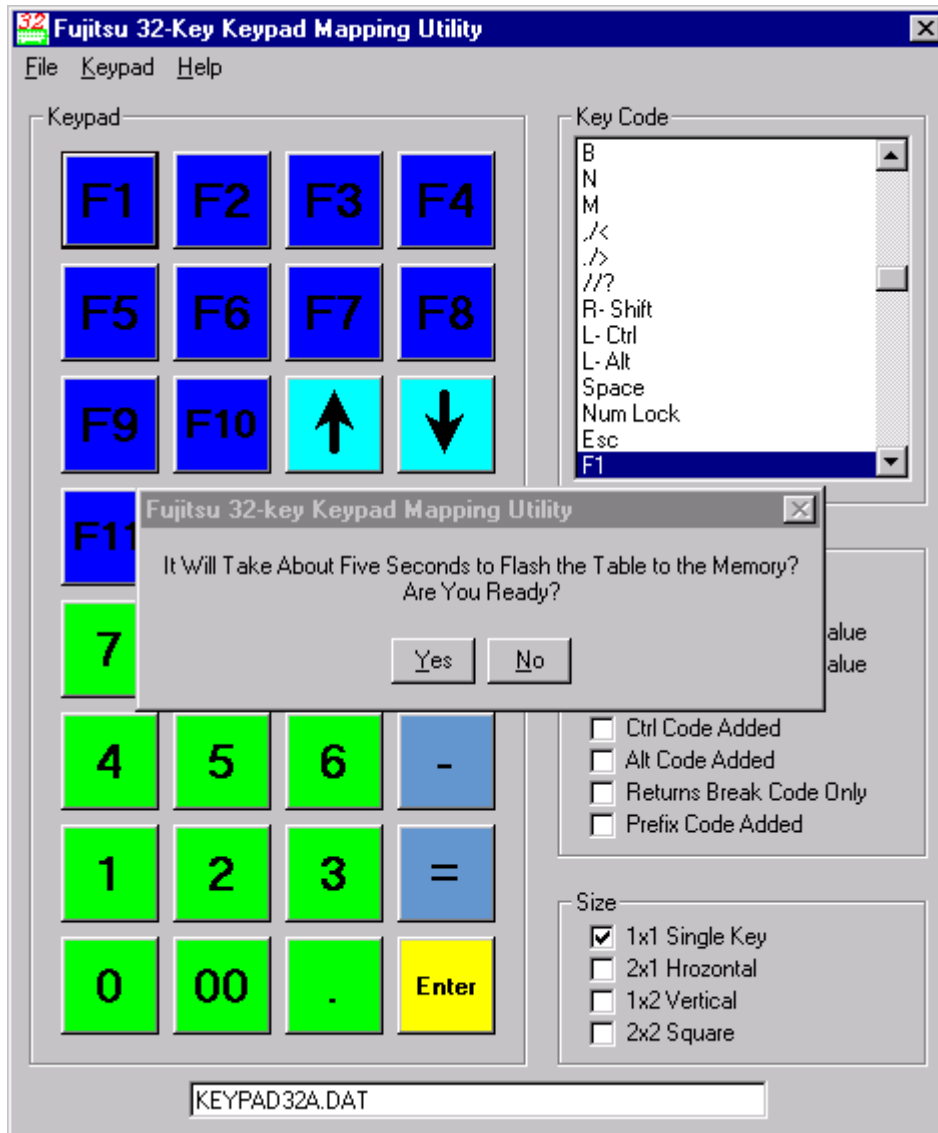 32
Fujitsu 32-Key Keypad Mapping Utility
File Keypad Help
Keypad
F1 F2 F3 F4
F5 F6 F7 F8
F9 F10
F11
7
4 5 6 -
1 2 3 =
0 00 . Enter
Key Code
B
N
M
,/<
./>
//?
R- Shift
L- Ctrl
L- Alt
Space
Num Lock
Esc
F1
Fujitsu 32-key Keypad Mapping Utility
It Will Take About Five Seconds to Flash the Table to the Memory?
Are You Ready?
Yes No
alue
alue
Ctrl Code Added
Alt Code Added
Returns Break Code Only
Prefix Code Added
Size
1x1 Single Key
2x1 Hrozontal
1x2 Vertical
2x2 Square
KEYPAD32A.DAT